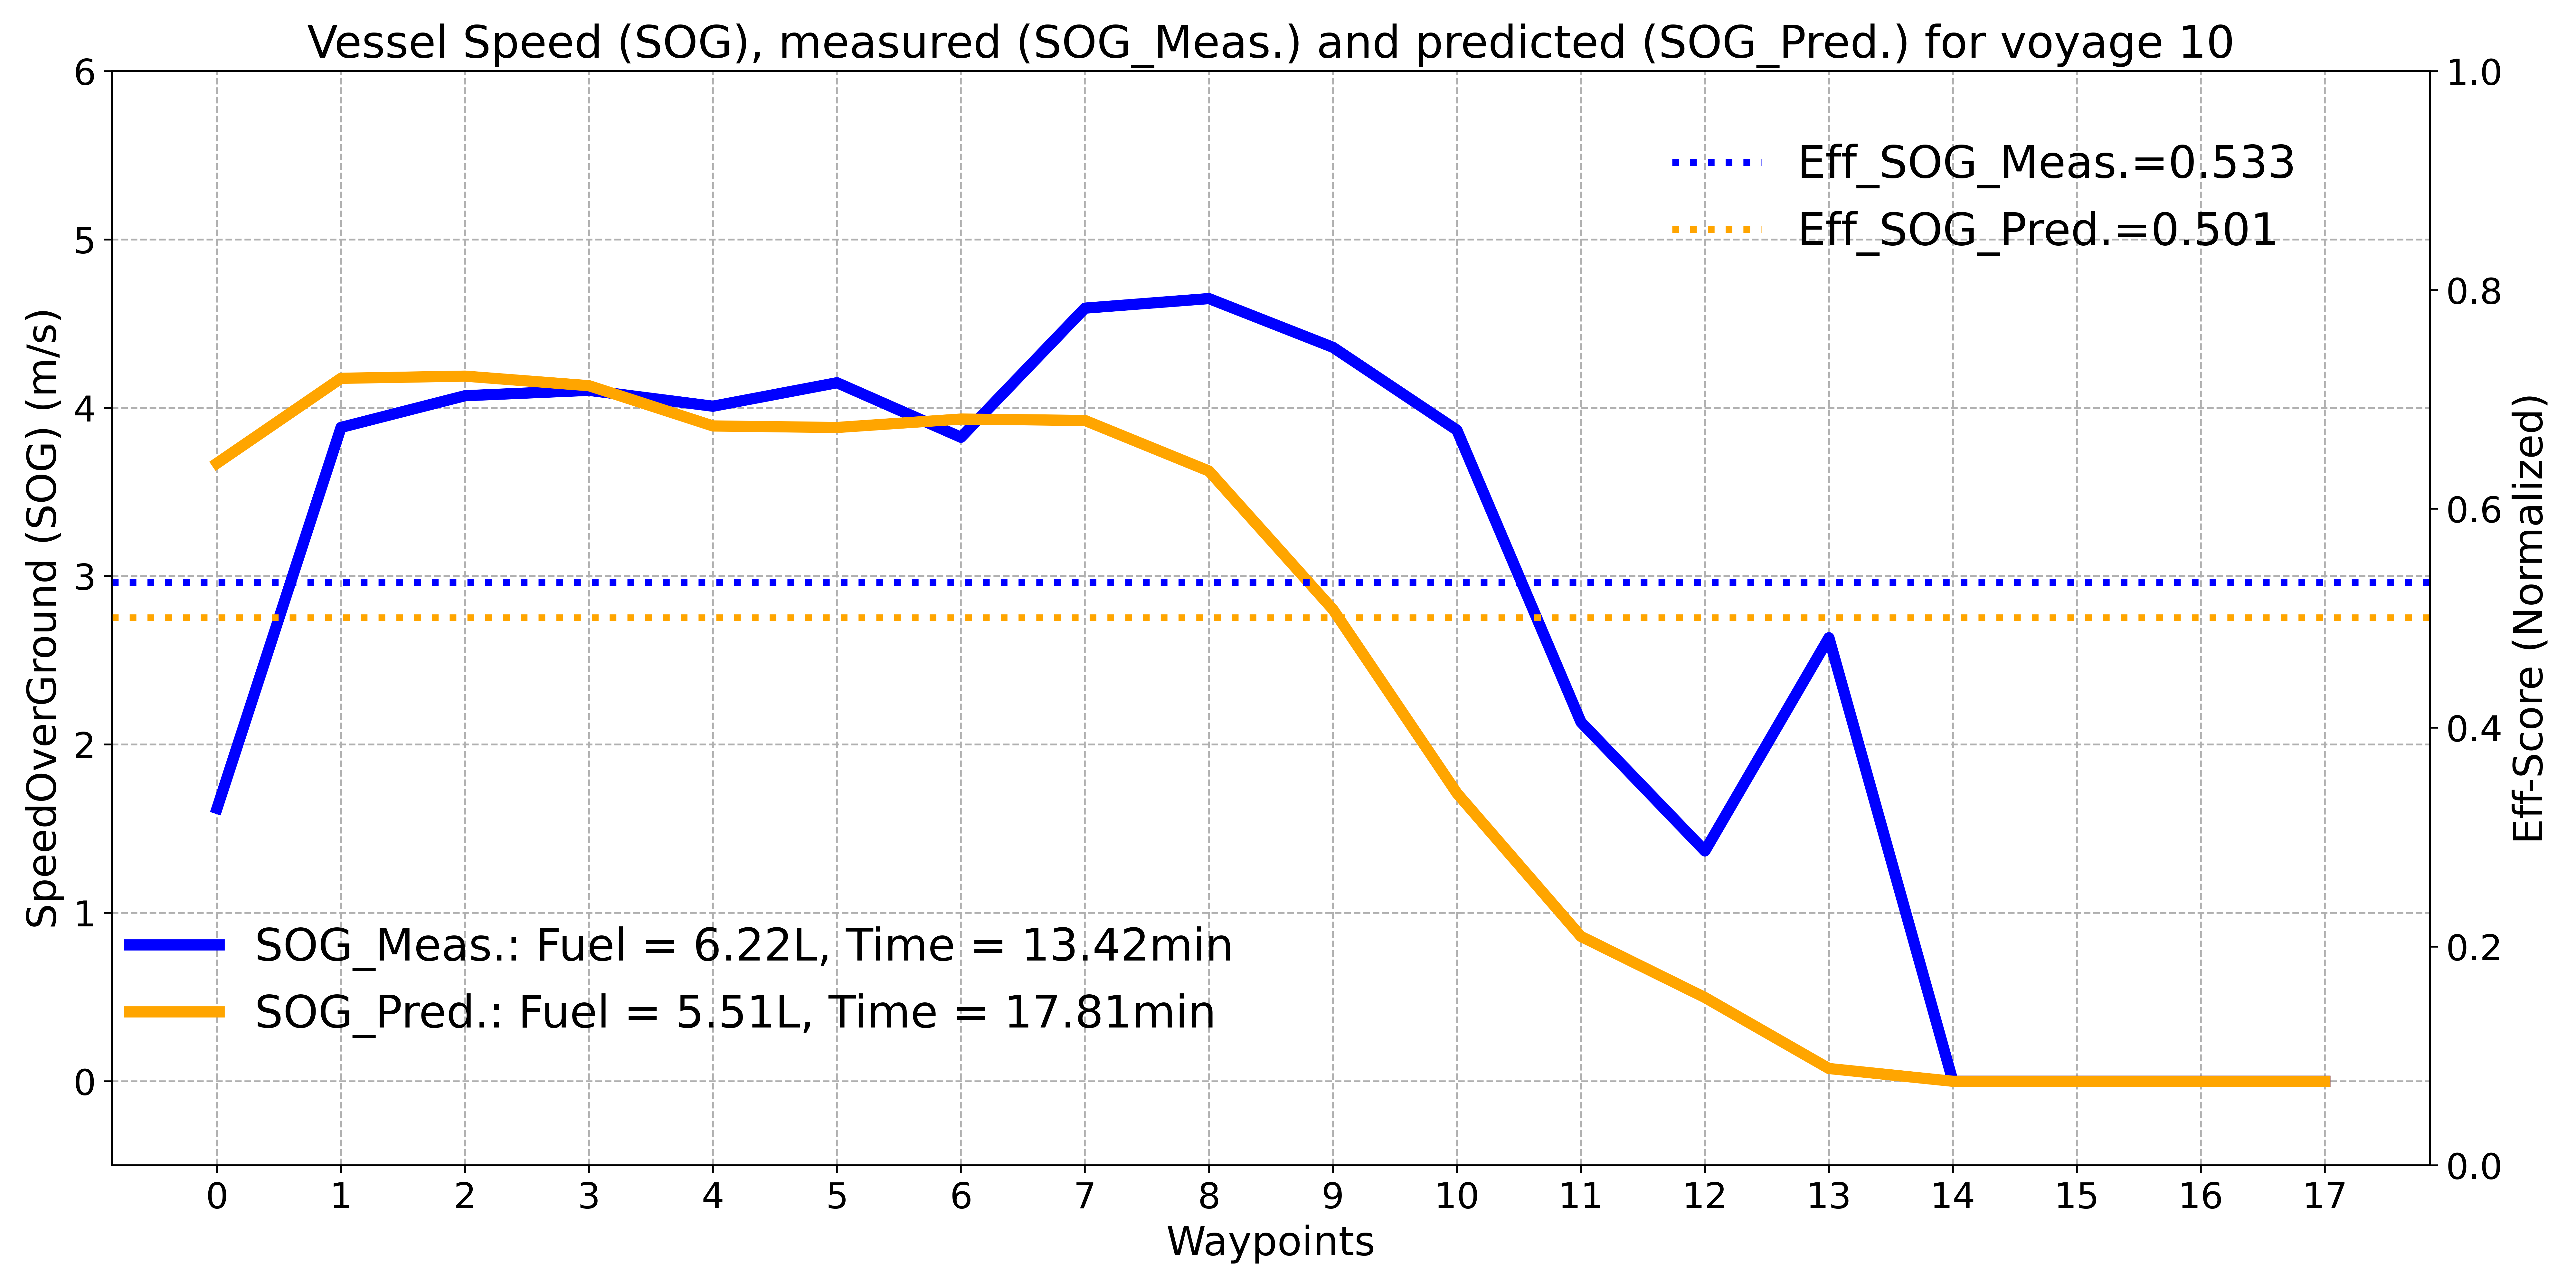 Vessel Speed (SOG), measured (SOG_Meas.) and predicted (SOG_Pred.) for voyage 10
6
5
4
3
2
1
0
SpeedOverGround (SOG) (m/s)
1.0
0.8
0.6
0.4
0.2
0.0
Eff-Score (Normalized)
Eff_SOG_Meas.=0.533
Eff_SOG_Pred.=0.501
SOG_Meas.: Fuel = 6.22L, Time = 13.42min
SOG_Pred.: Fuel = 5.51L, Time = 17.81min
0 1 2 3 4 5 6 7 8 9 10 11 12 13 14 15 16 17
Waypoints